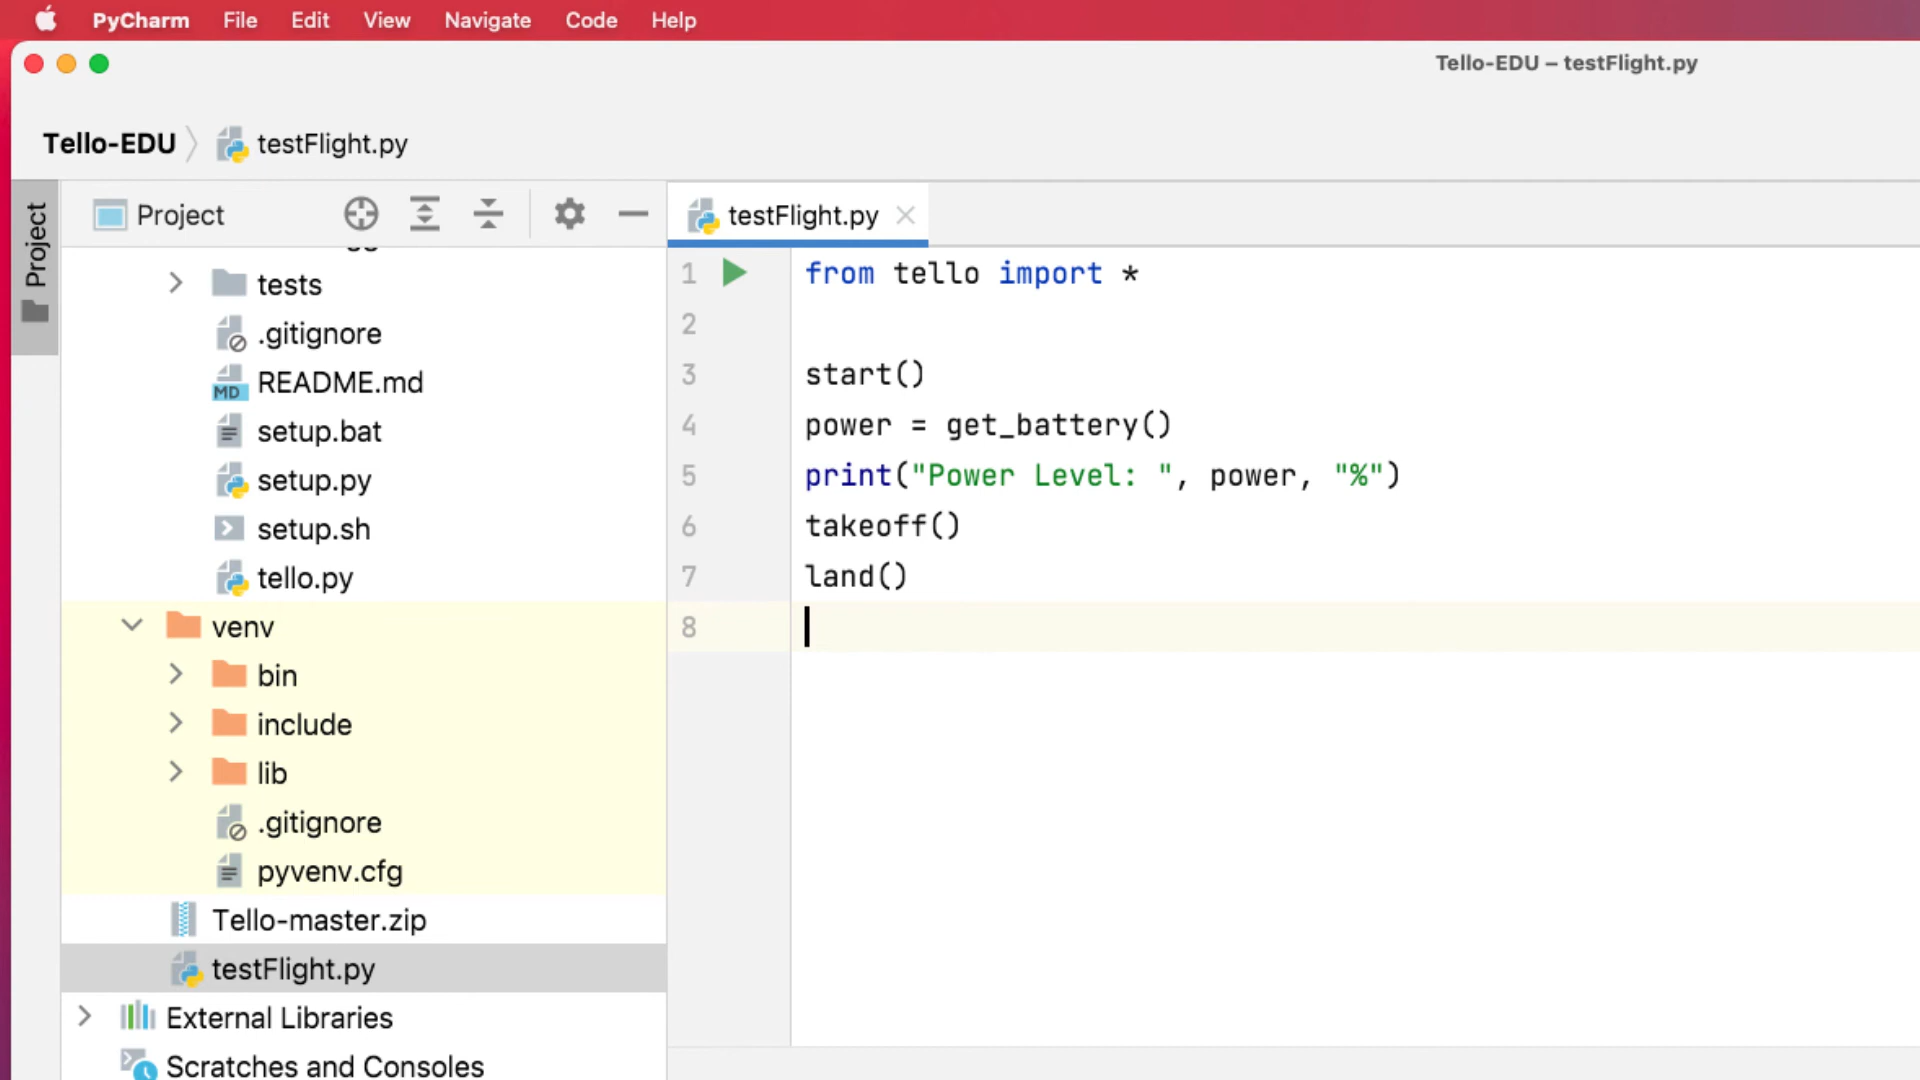 PyCharm File Edit View Navigate Code Help
Tello-EDU – testFlight.py
Tello-EDU testFlight.py
Project
Project
tests
.gitignore
README.md
setup.bat
setup.py
setup.sh
tello.py
venv
bin
include
lib
.gitignore
pyvenv.cfg
Tello-master.zip
testFlight.py
External Libraries
Scratches and Consoles
testFlight.py
1 from tello import *
2
3 start()
4 power = get_battery()
5 print("Power Level: ", power, "%")
6 takeoff()
7 land()
8